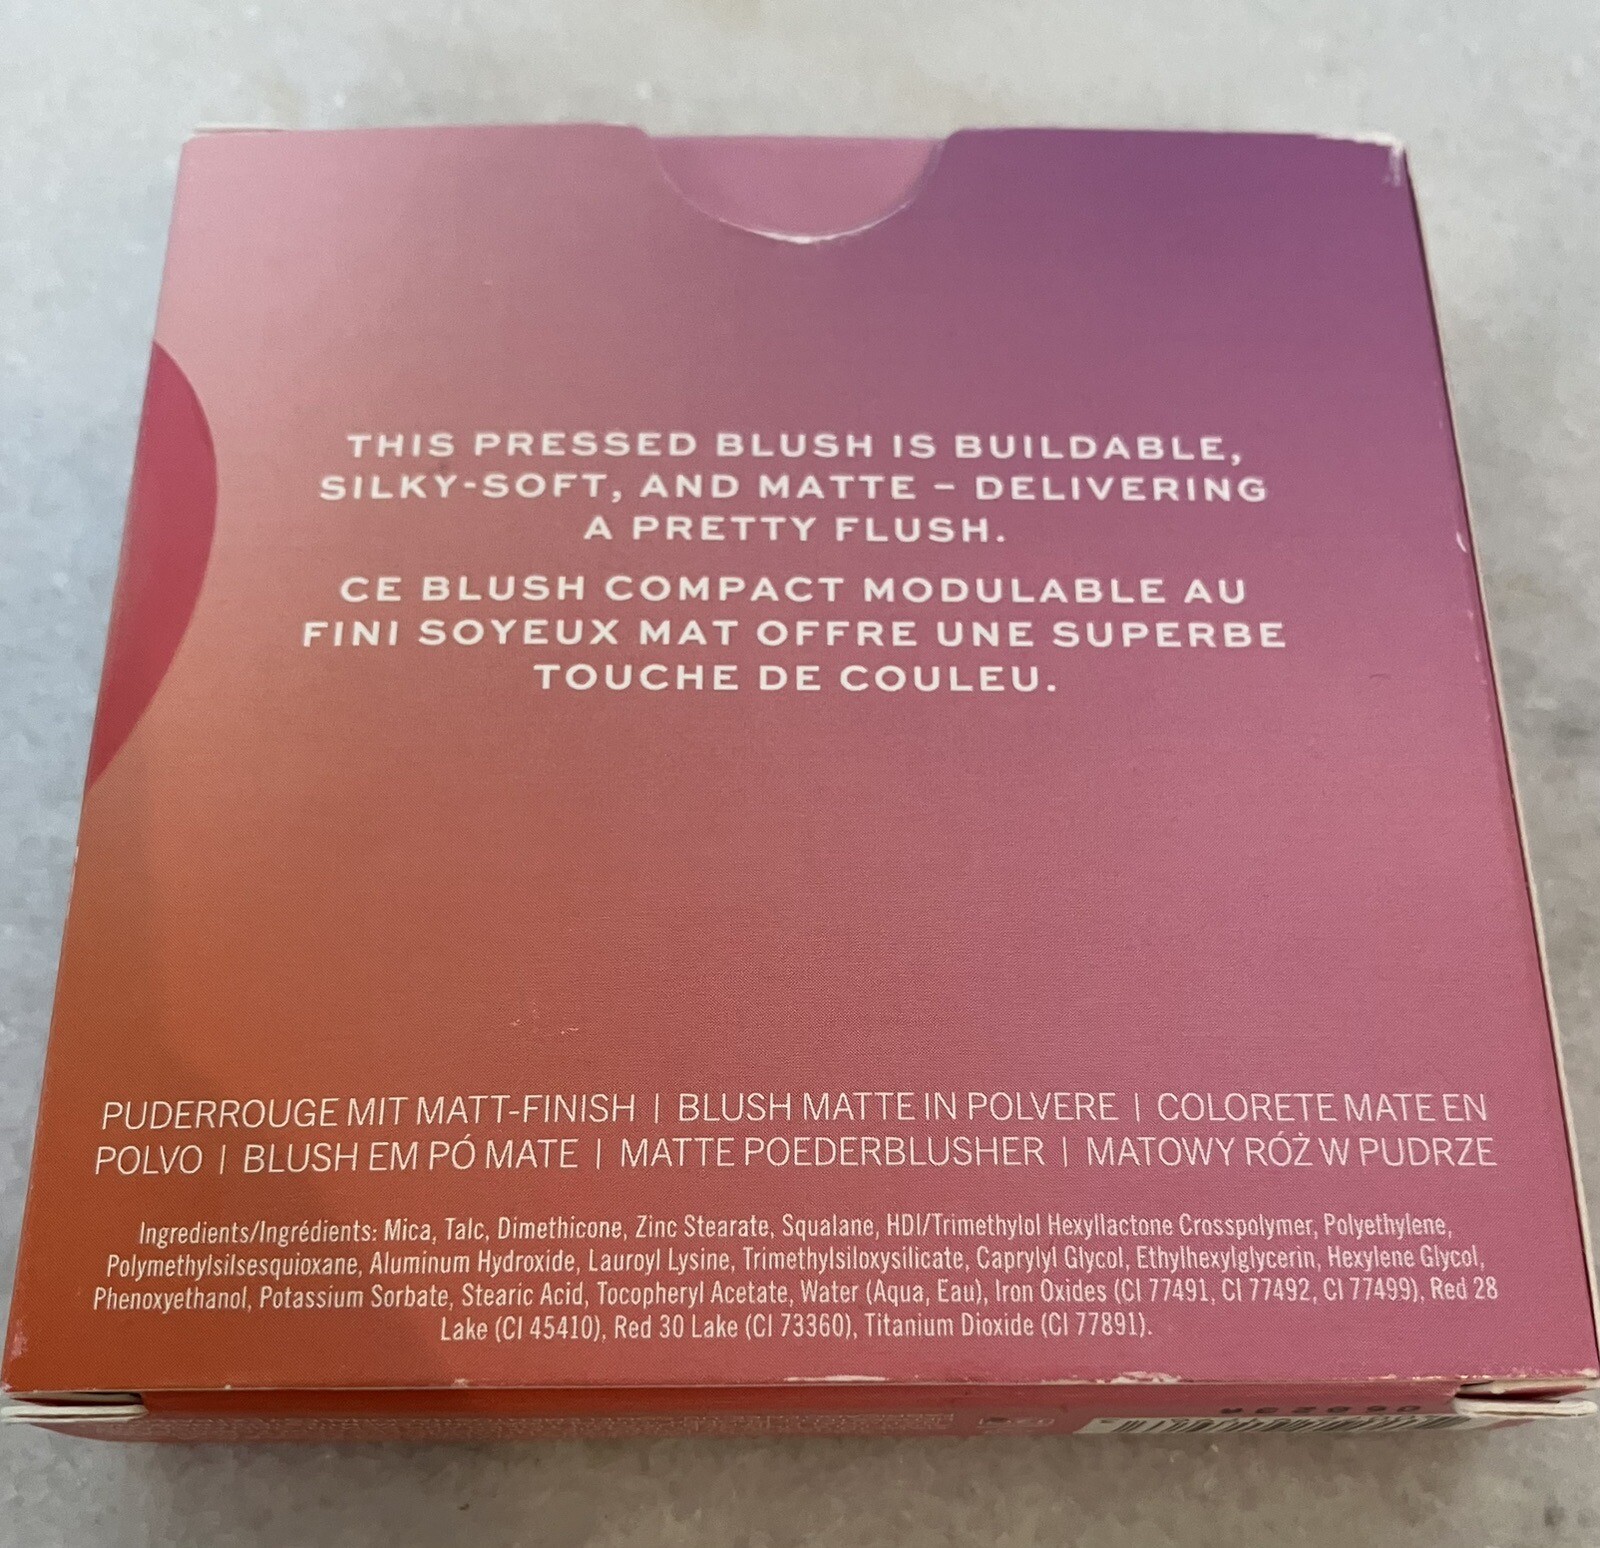 THIS PRESSED BLUSH IS BUILDABLE,
SILKY-SOFT, AND MATTE – DELIVERING
A PRETTY FLUSH.
CE BLUSH COMPACT MODULABLE AU
FINI SOYEUX MAT OFFRE UNE SUPERBE
TOUCHE DE COULEU.
PUDERROUGE MIT MATT-FINISH | BLUSH MATTE IN POLVERE | COLORETE MATE EN
POLVO | BLUSH EM PÓ MATE | MATTE POEDERBLUSHER | MATOWY RÓŻ W PUDRZE
Ingredients/Ingrédients: Mica, Talc, Dimethicone, Zinc Stearate, Squalane, HDI/Trimethylol Hexyllactone Crosspolymer, Polyethylene,
Polymethylsilsesquioxane, Aluminum Hydroxide, Lauroyl Lysine, Trimethylsiloxysilicate, Caprylyl Glycol, Ethylhexylglycerin, Hexylene Glycol,
Phenoxyethanol, Potassium Sorbate, Stearic Acid, Tocopheryl Acetate, Water (Aqua, Eau), Iron Oxides (CI 77491, CI 77492, CI 77499), Red 28
Lake (CI 45410), Red 30 Lake (CI 73360), Titanium Dioxide (CI 77891).